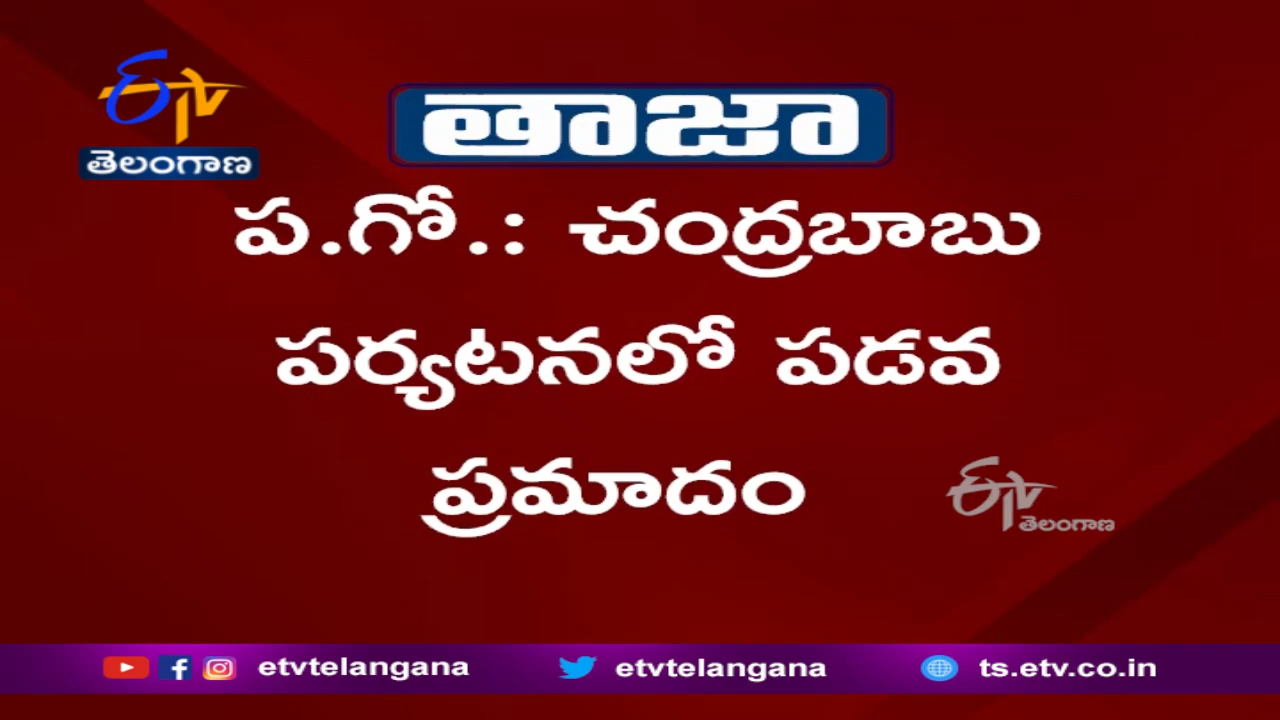 ETV
తెలంగాణ
తాజా
ప.గో.: చంద్రబాబు
పర్యటనలో పడవ
ప్రమాదం
ETV
తెలంగాణ
etvtelangana
etvtelangana
ts.etv.co.in